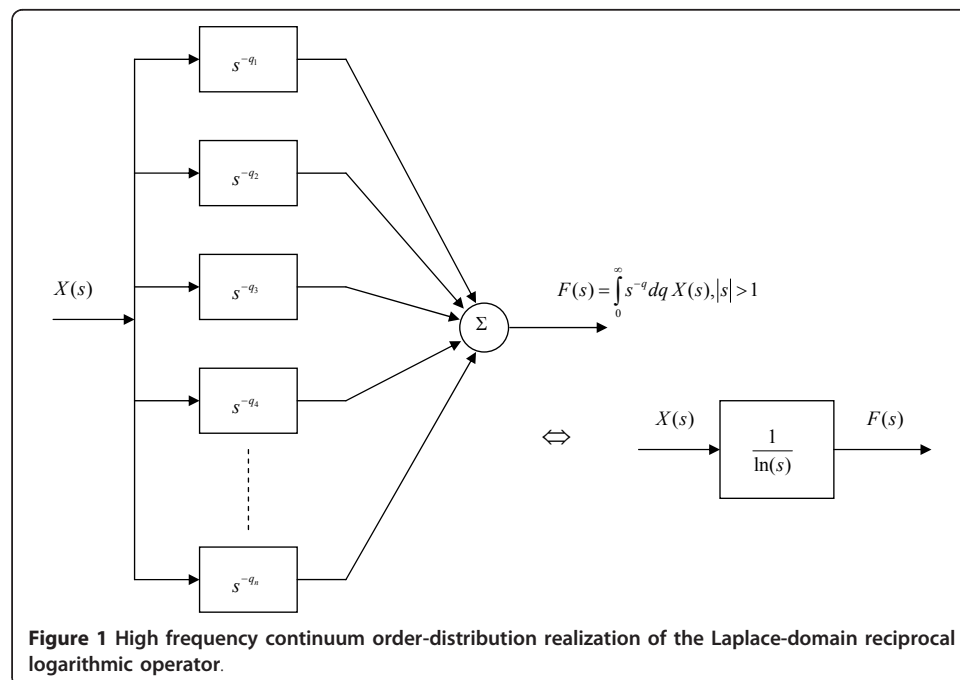 s^{-q_1}
s^{-q_2}
s^{-q_3}
s^{-q_4}
s^{-q_n}
X(s)
Σ
F(s) = ∫_0^∞ s^{-q} dq X(s), |s| > 1
⇔
X(s)
1/ln(s)
F(s)
Figure 1 High frequency continuum order-distribution realization of the Laplace-domain reciprocal
logarithmic operator.